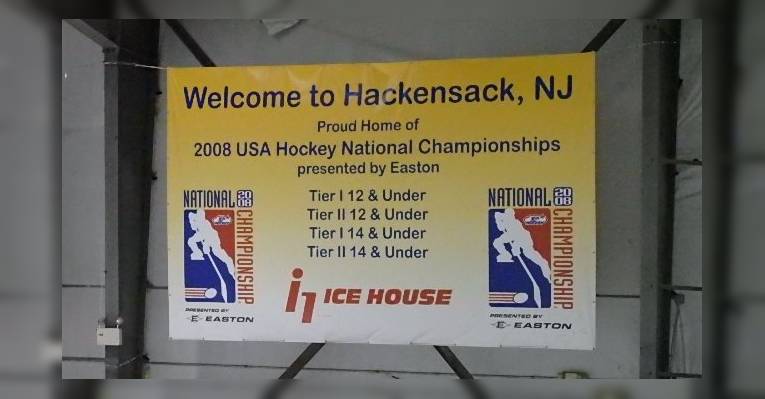 Welcome to Hackensack, NJ
Proud Home of
2008 USA Hockey National Championships
presented by Easton
Tier I 12 & Under
Tier II 12 & Under
Tier I 14 & Under
Tier II 14 & Under
NATIONAL 2008
CHAMPIONSHIP
PRESENTED BY
EASTON
ICE HOUSE
NATIONAL 2008
CHAMPIONSHIP
PRESENTED BY
EASTON